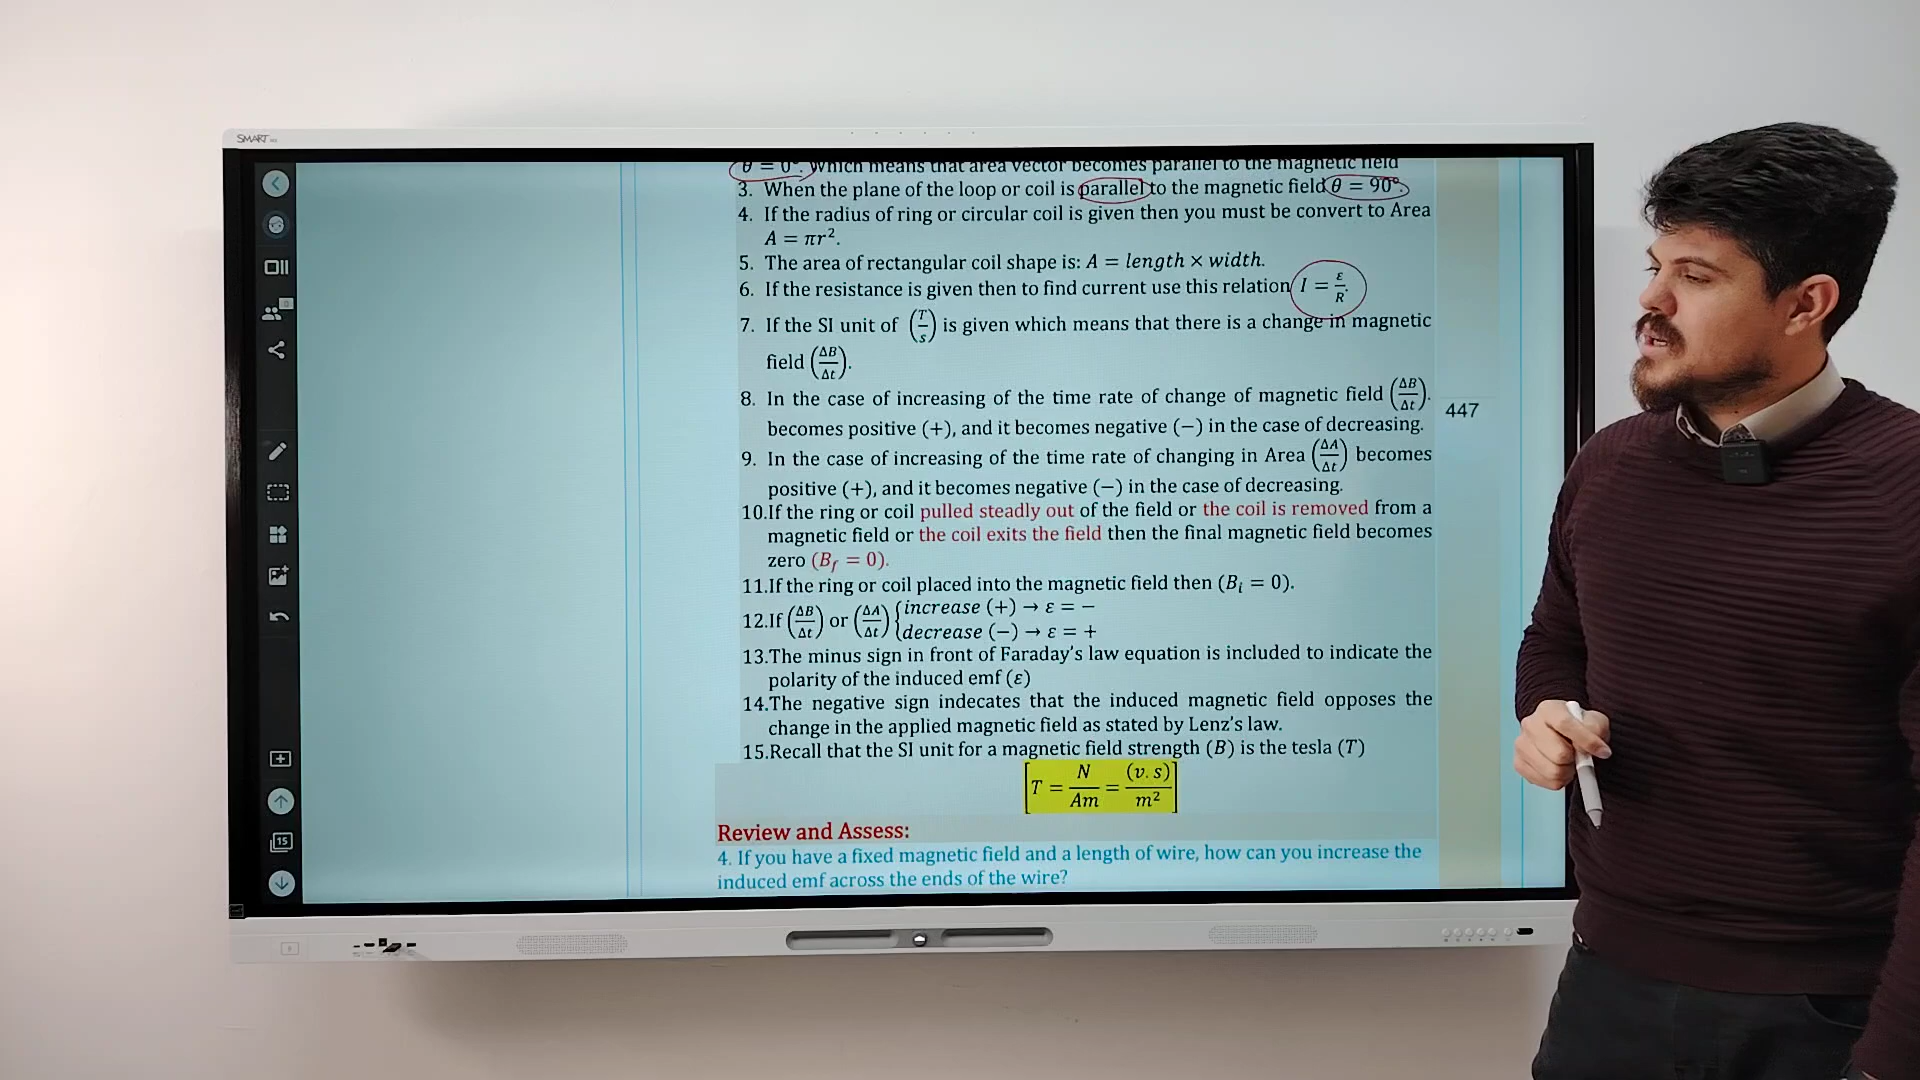 SMART
θ = 0°. Which means that area vector becomes parallel to the magnetic field
3. When the plane of the loop or coil is parallel to the magnetic field θ = 90°.
4. If the radius of ring or circular coil is given then you must be convert to Area
A = πr².
5. The area of rectangular coil shape is: A = length × width.
6. If the resistance is given then to find current use this relation I = ε/R.
7. If the SI unit of (T/s) is given which means that there is a change in magnetic
field (ΔB/Δt).
8. In the case of increasing of the time rate of change of magnetic field (ΔB/Δt).
becomes positive (+), and it becomes negative (−) in the case of decreasing.
447
9. In the case of increasing of the time rate of changing in Area (ΔA/Δt) becomes
positive (+), and it becomes negative (−) in the case of decreasing.
10.If the ring or coil pulled steadily out of the field or the coil is removed from a
magnetic field or the coil exits the field then the final magnetic field becomes
zero (B_f = 0).
11.If the ring or coil placed into the magnetic field then (B_i = 0).
12.If (ΔB/Δt) or (ΔA/Δt) {increase (+) → ε = −
decrease (−) → ε = +
13.The minus sign in front of Faraday's law equation is included to indicate the
polarity of the induced emf (ε)
14.The negative sign indecates that the induced magnetic field opposes the
change in the applied magnetic field as stated by Lenz's law.
15.Recall that the SI unit for a magnetic field strength (B) is the tesla (T)
[T = N/Am = (v.s)/m²]
Review and Assess:
4. If you have a fixed magnetic field and a length of wire, how can you increase the
induced emf across the ends of the wire?
15